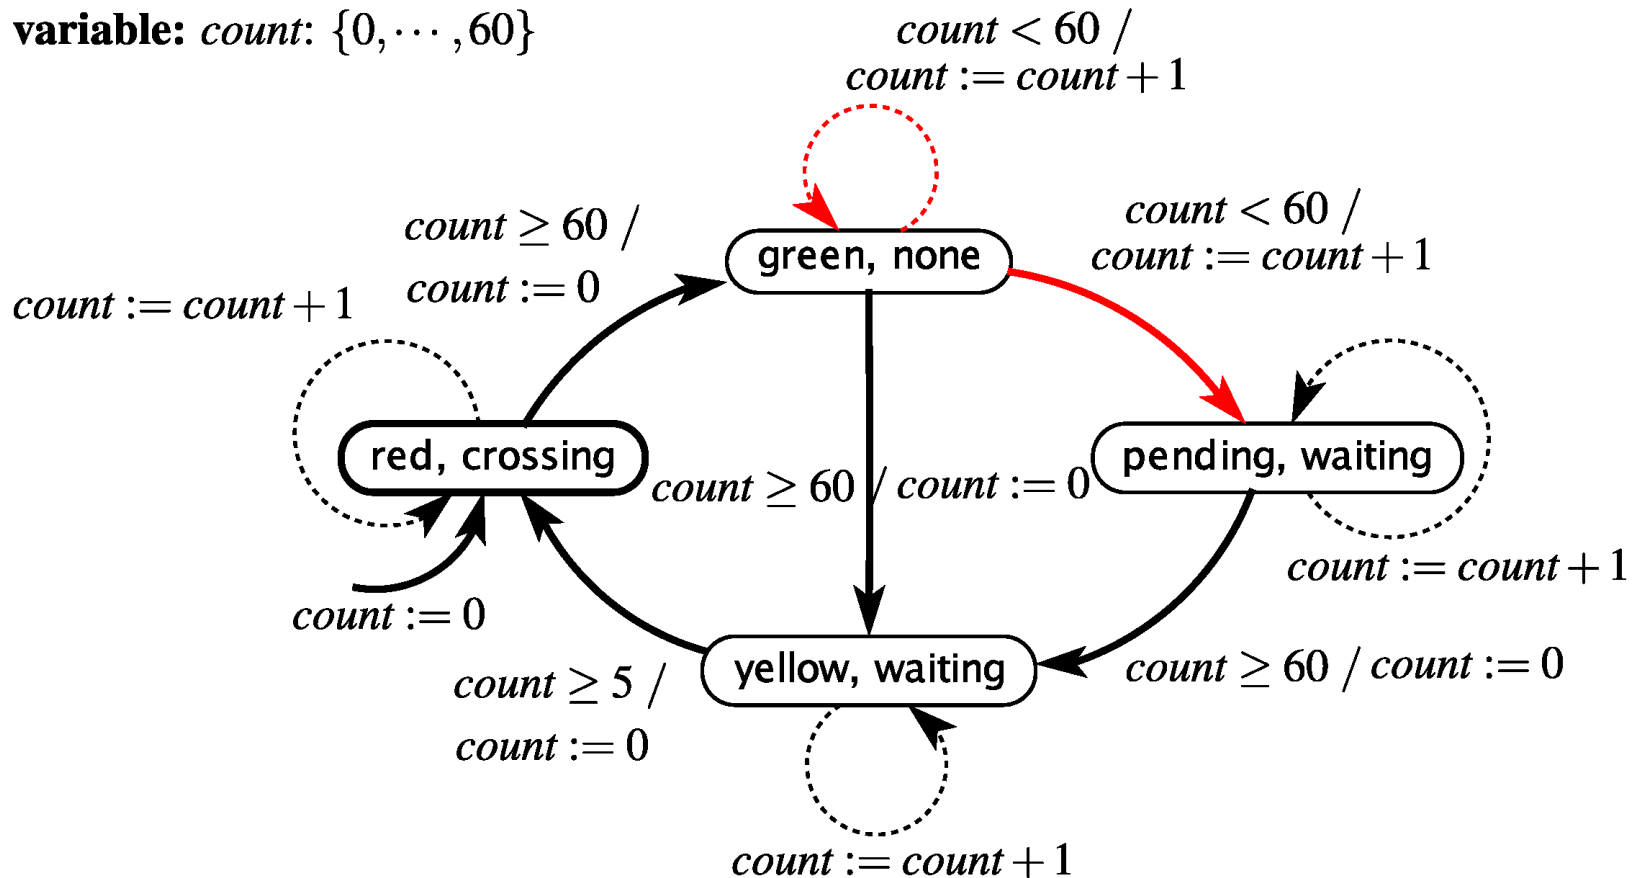 variable: count: {0, ⋯ , 60}
count < 60 /
count := count + 1
count < 60 /
count := count + 1
count ≥ 60 /
count := 0
green, none
count := count + 1
red, crossing
pending, waiting
count ≥ 60 / count := 0
count := count + 1
count := 0
yellow, waiting
count ≥ 60 / count := 0
count ≥ 5 /
count := 0
count := count + 1